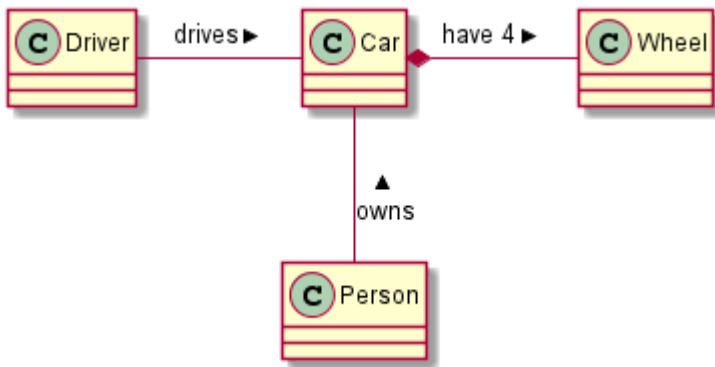 C Driver
drives ►
C Car
have 4 ►
C Wheel
▲
owns
C Person